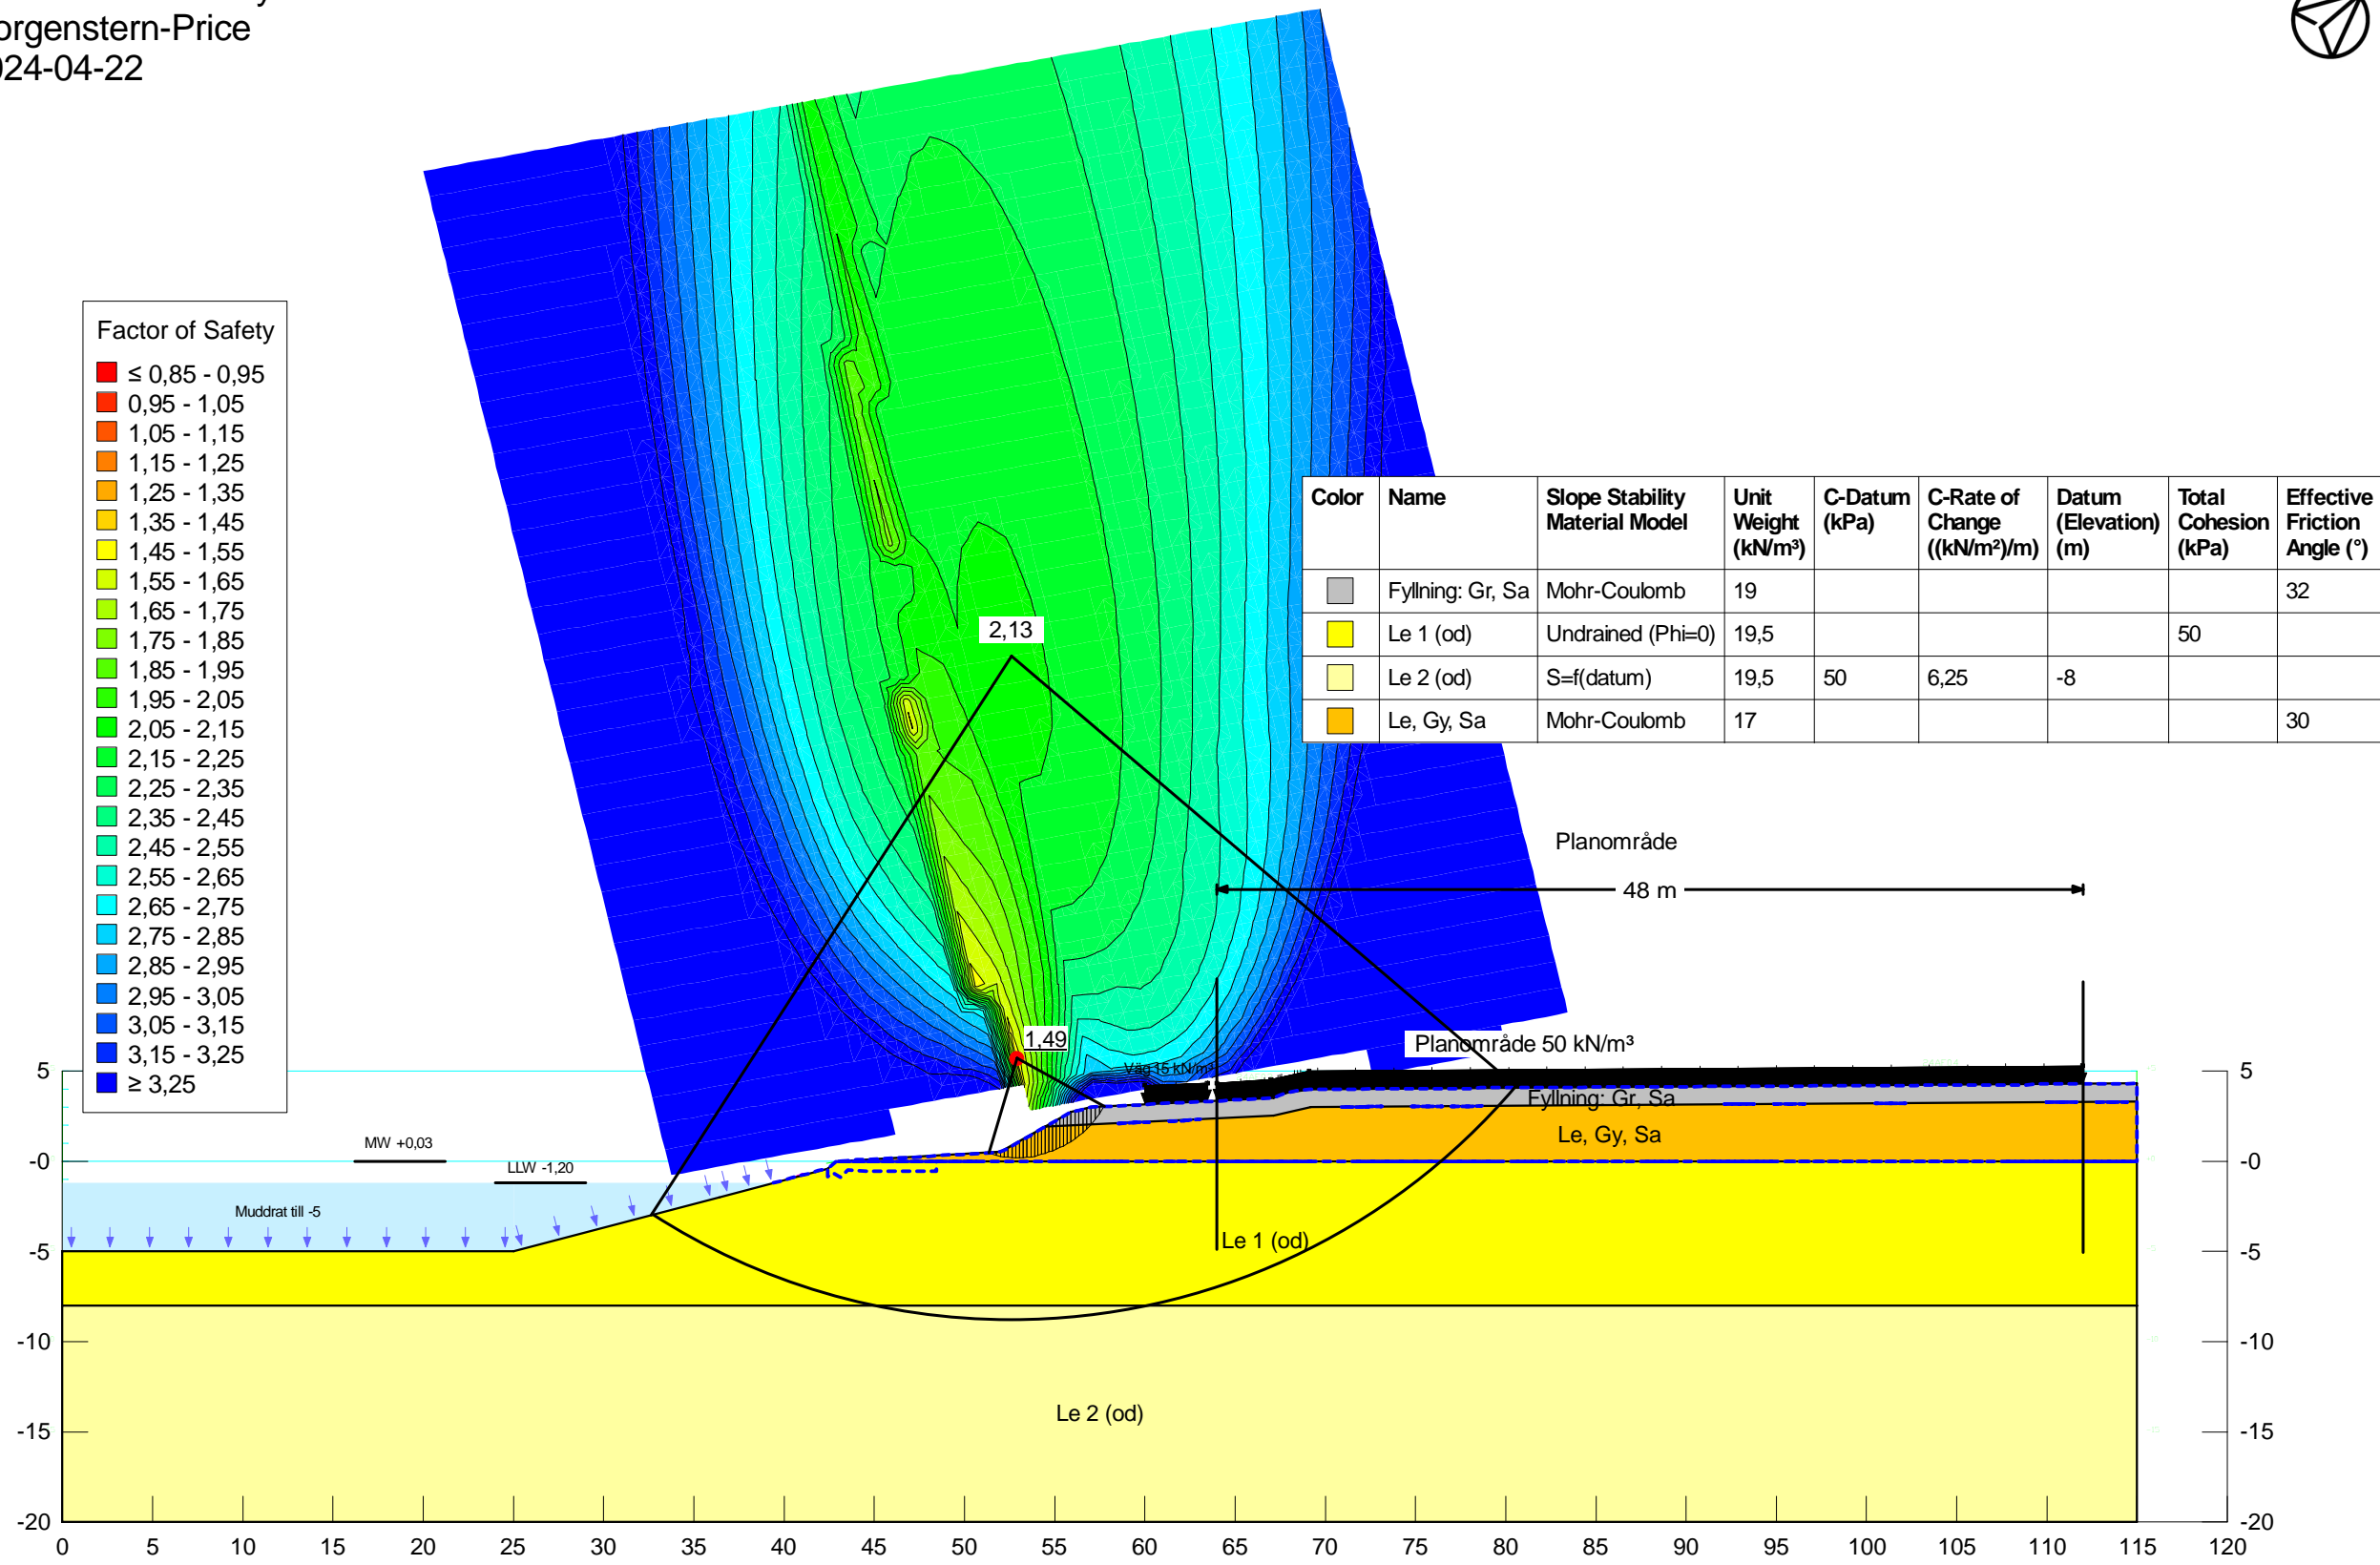 orgenstern-Price
024-04-22
Factor of Safety
≤ 0,85 - 0,95
0,95 - 1,05
1,05 - 1,15
1,15 - 1,25
1,25 - 1,35
1,35 - 1,45
1,45 - 1,55
1,55 - 1,65
1,65 - 1,75
1,75 - 1,85
1,85 - 1,95
1,95 - 2,05
2,05 - 2,15
2,15 - 2,25
2,25 - 2,35
2,35 - 2,45
2,45 - 2,55
2,55 - 2,65
2,65 - 2,75
2,75 - 2,85
2,85 - 2,95
2,95 - 3,05
3,05 - 3,15
3,15 - 3,25
≥ 3,25
Color Name Slope Stability Material Model Unit Weight (kN/m³) C-Datum (kPa) C-Rate of Change ((kN/m²)/m) Datum (Elevation) (m) Total Cohesion (kPa) Effective Friction Angle (°)
Fyllning: Gr, Sa Mohr-Coulomb 19 32
Le 1 (od) Undrained (Phi=0) 19,5 50
Le 2 (od) S=f(datum) 19,5 50 6,25 -8
Le, Gy, Sa Mohr-Coulomb 17 30
2,13
Planområde
48 m
1,49
Planområde 50 kN/m³
Väg 15 kN/m³
Fyllning: Gr, Sa
Le, Gy, Sa
MW +0,03
LLW -1,20
Muddrat till -5
Le 1 (od)
Le 2 (od)
5
-0
-5
-10
-15
-20
5
-0
-5
-10
-15
-20
0 5 10 15 20 25 30 35 40 45 50 55 60 65 70 75 80 85 90 95 100 105 110 115 120